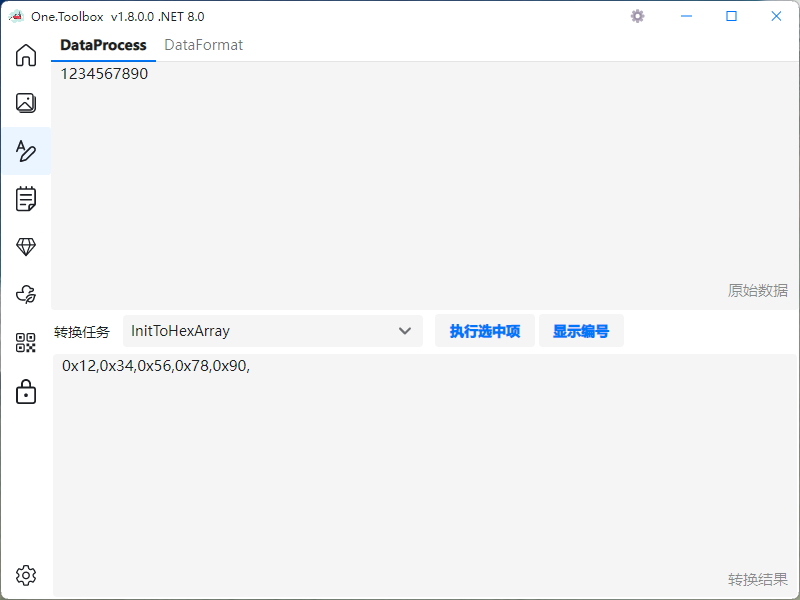 One.Toolbox v1.8.0.0 .NET 8.0
DataProcess DataFormat
1234567890
原始数据
转换任务 InitToHexArray 执行选中项 显示编号
0x12,0x34,0x56,0x78,0x90,
转换结果